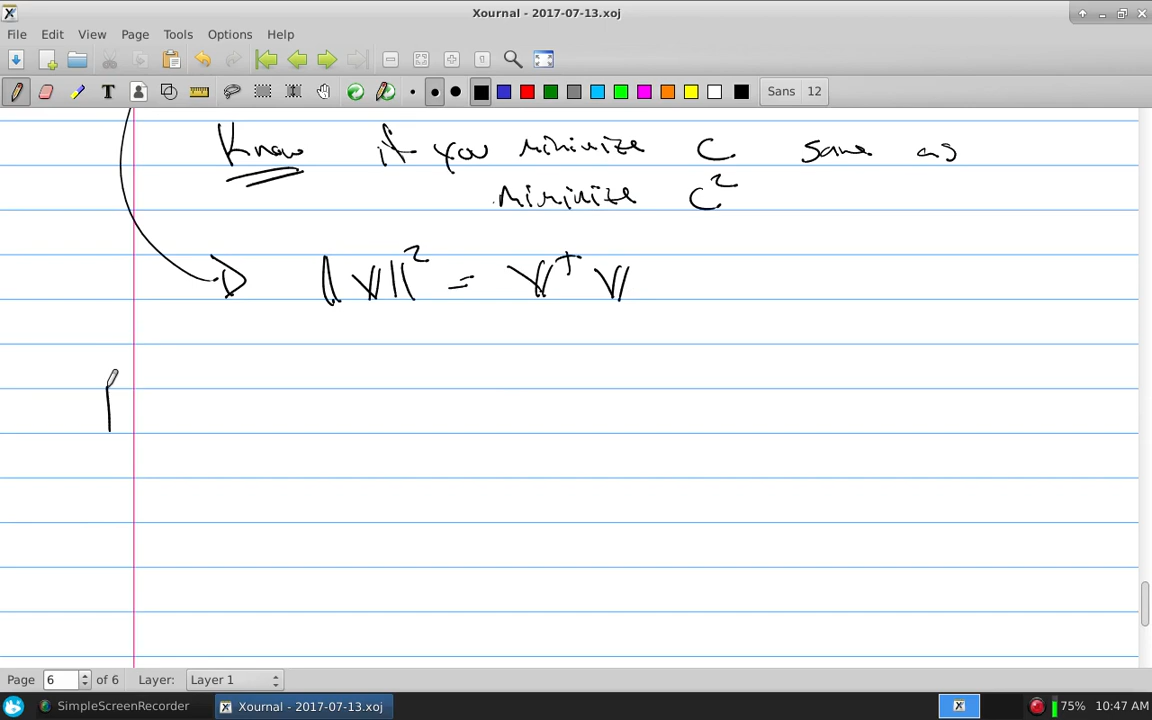 Xournal - 2017-07-13.xoj
File Edit View Page Tools Options Help
Sans 12
Know if you minimize C same as
minimize C²
||V||² = V^T V
Page 6 of 6 Layer: Layer 1
SimpleScreenRecorder Xournal - 2017-07-13.xoj 75% 10:47 AM